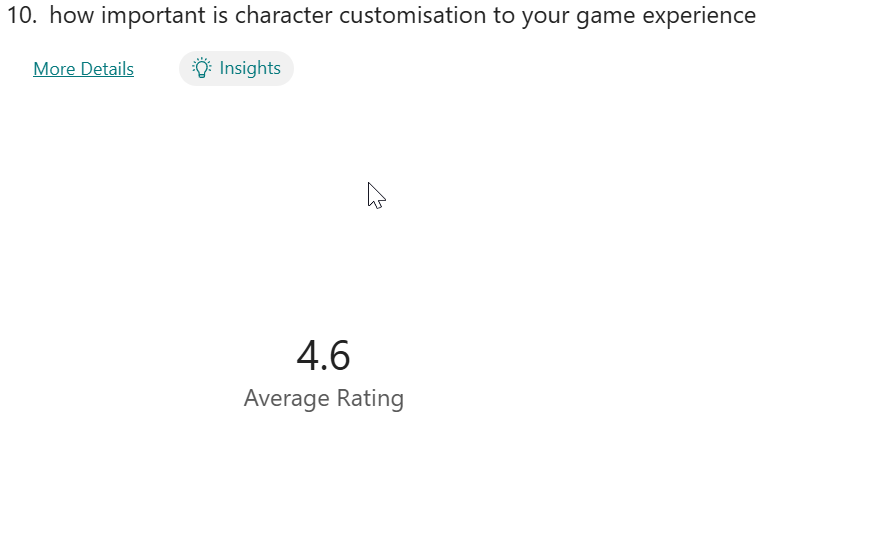 10. how important is character customisation to your game experience
More Details
Insights
4.6
Average Rating